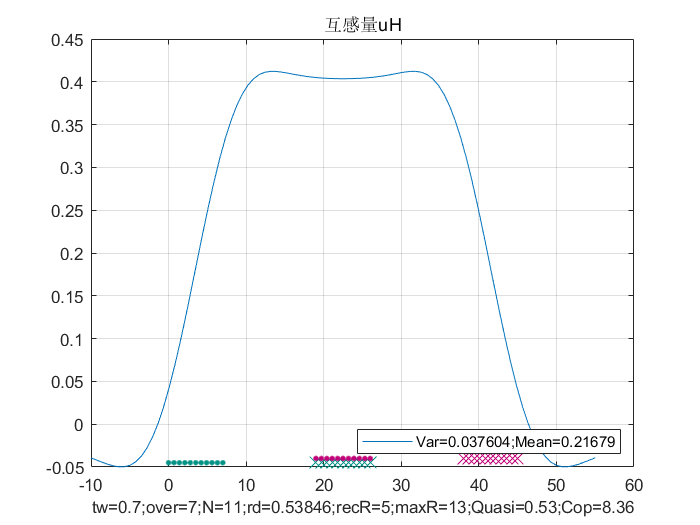 互感量uH
0.45
0.4
0.35
0.3
0.25
0.2
0.15
0.1
0.05
0
-0.05
Var=0.037604;Mean=0.21679
-10 0 10 20 30 40 50 60
tw=0.7;over=7;N=11;rd=0.53846;recR=5;maxR=13;Quasi=0.53;Cop=8.36